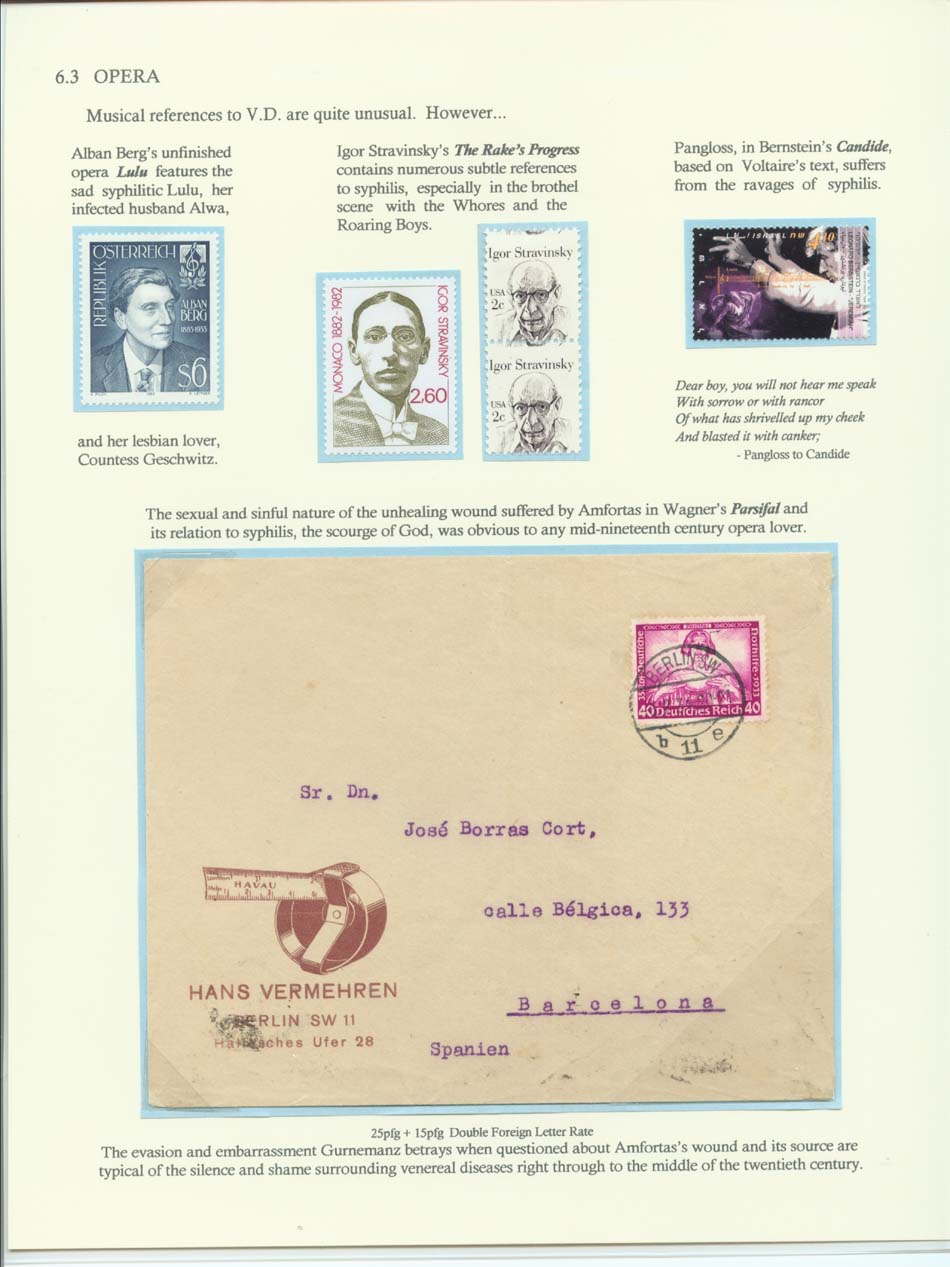 6.3 OPERA
Musical references to V.D. are quite unusual. However...
Alban Berg's unfinished
opera Lulu features the
sad syphilitic Lulu, her
infected husband Alwa,
REPUBLIK ÖSTERREICH
ALBAN
BERG
1885-1935
S6
and her lesbian lover,
Countess Geschwitz.
Igor Stravinsky's The Rake's Progress
contains numerous subtle references
to syphilis, especially in the brothel
scene with the Whores and the
Roaring Boys.
MONACO 1882-1982
IGOR STRAVINSKY
2,60
Igor Stravinsky
USA
2c
Igor Stravinsky
USA
2c
Pangloss, in Bernstein's Candide,
based on Voltaire's text, suffers
from the ravages of syphilis.
ISRAEL
Dear boy, you will not hear me speak
With sorrow or with rancor
Of what has shrivelled up my cheek
And blasted it with canker;
- Pangloss to Candide
The sexual and sinful nature of the unhealing wound suffered by Amfortas in Wagner's Parsifal and
its relation to syphilis, the scourge of God, was obvious to any mid-nineteenth century opera lover.
Nothilfe·1933
40 Deutsches Reich 40
BERLIN SW
b 11 e
Sr. Dn.
José Borras Cort,
calle Bélgica, 133
Barcelona
Spanien
HAVAU
HANS VERMEHREN
BERLIN SW 11
Ha sches Ufer 28
25pfg + 15pfg Double Foreign Letter Rate
The evasion and embarrassment Gurnemanz betrays when questioned about Amfortas's wound and its source are
typical of the silence and shame surrounding venereal diseases right through to the middle of the twentieth century.